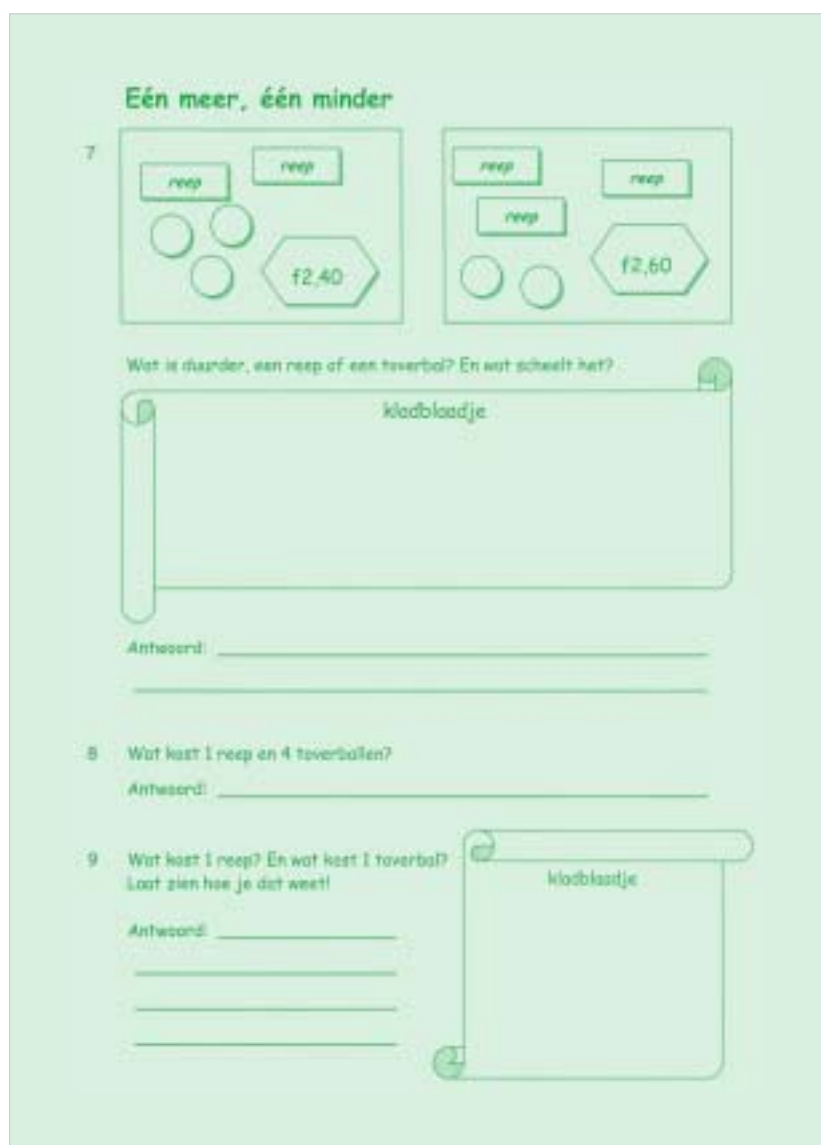 Eén meer, één minder
7
reep
reep
f2,40
reep
reep
reep
f2,60
Wat is duurder, een reep of een toverbal? En wat scheelt het?
kladblaadje
Antwoord:
8 Wat kost 1 reep en 4 toverballen?
Antwoord:
9 Wat kost 1 reep? En wat kost 1 toverbal?
Laat zien hoe je dat weet!
kladblaadje
Antwoord: